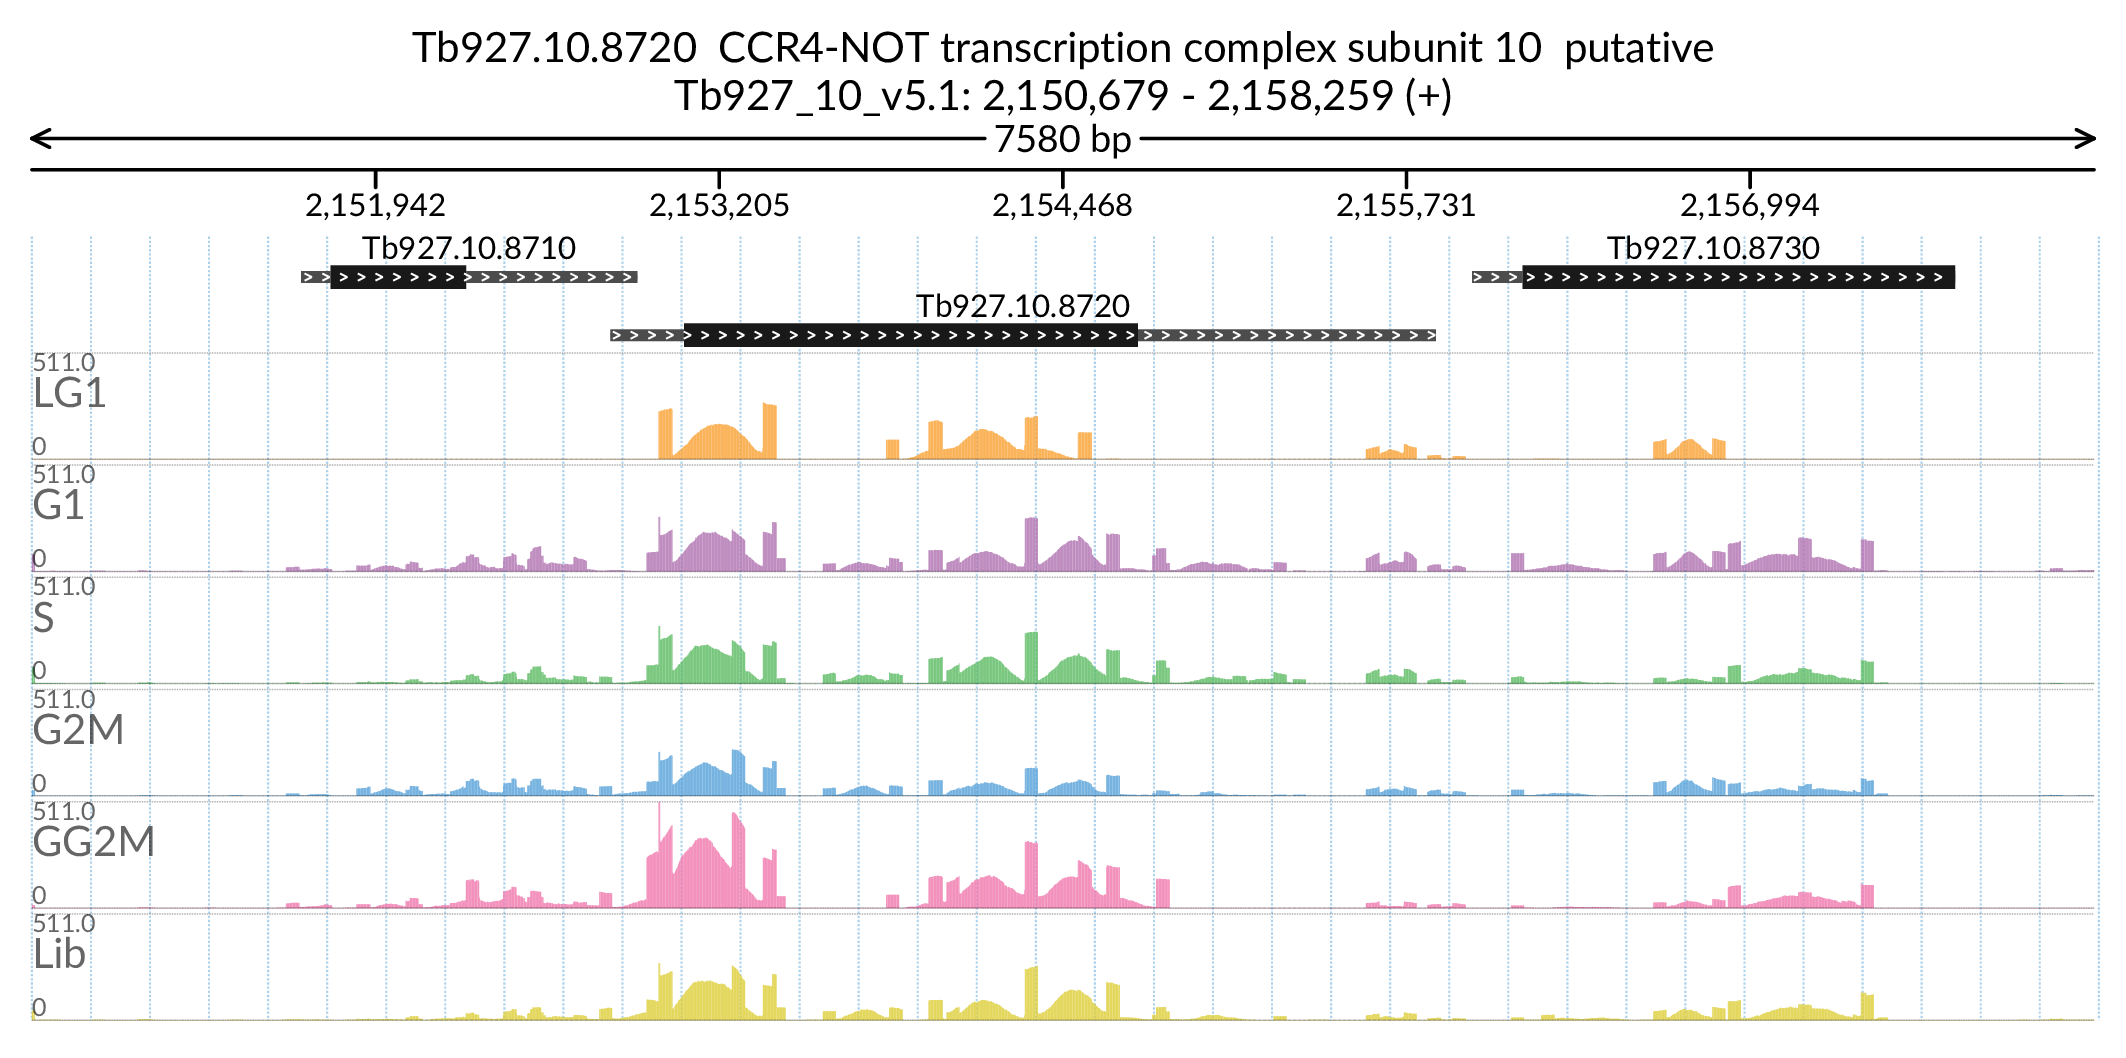 Tb927.10.8720  CCR4-NOT transcription complex subunit 10  putative
Tb927_10_v5.1: 2,150,679 - 2,158,259 (+)
7580 bp
2,151,942 2,153,205 2,154,468 2,155,731 2,156,994
Tb927.10.8710 Tb927.10.8730
Tb927.10.8720
511.0
LG1
0
511.0
G1
0
511.0
S
0
511.0
G2M
0
511.0
GG2M
0
511.0
Lib
0